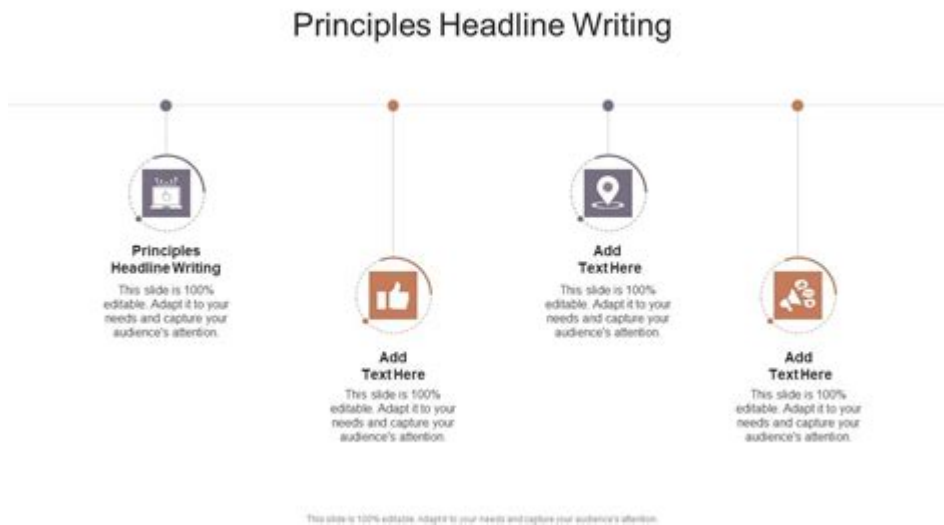 Principles Headline Writing
Principles
Headline Writing
This slide is 100%
editable. Adapt it to your
needs and capture your
audience's attention.
Add
Text Here
This slide is 100%
editable. Adapt it to your
needs and capture your
audience's attention.
Add
Text Here
This slide is 100%
editable. Adapt it to your
needs and capture your
audience's attention.
Add
Text Here
This slide is 100%
editable. Adapt it to your
needs and capture your
audience's attention.
This slide is 100% editable. Adapt it to your needs and capture your audience's attention.